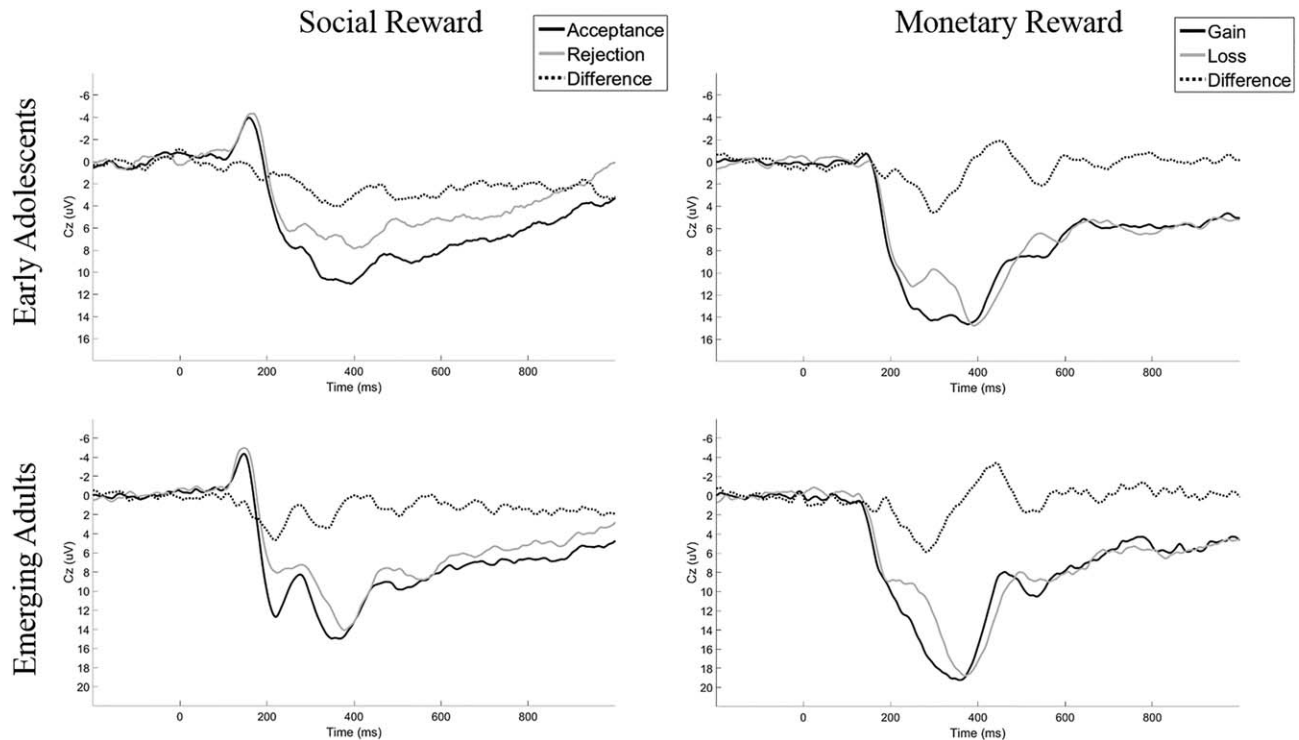 Social Reward
Monetary Reward
Acceptance
Rejection
Difference
Gain
Loss
Difference
Early Adolescents
Cz (uV)
-6
-4
-2
0
2
4
6
8
10
12
14
16
0 200 400 600 800
Time (ms)
Cz (uV)
-6
-4
-2
0
2
4
6
8
10
12
14
16
0 200 400 600 800
Time (ms)
Emerging Adults
Cz (uV)
-6
-4
-2
0
2
4
6
8
10
12
14
16
18
20
0 200 400 600 800
Time (ms)
Cz (uV)
-6
-4
-2
0
2
4
6
8
10
12
14
16
18
20
0 200 400 600 800
Time (ms)